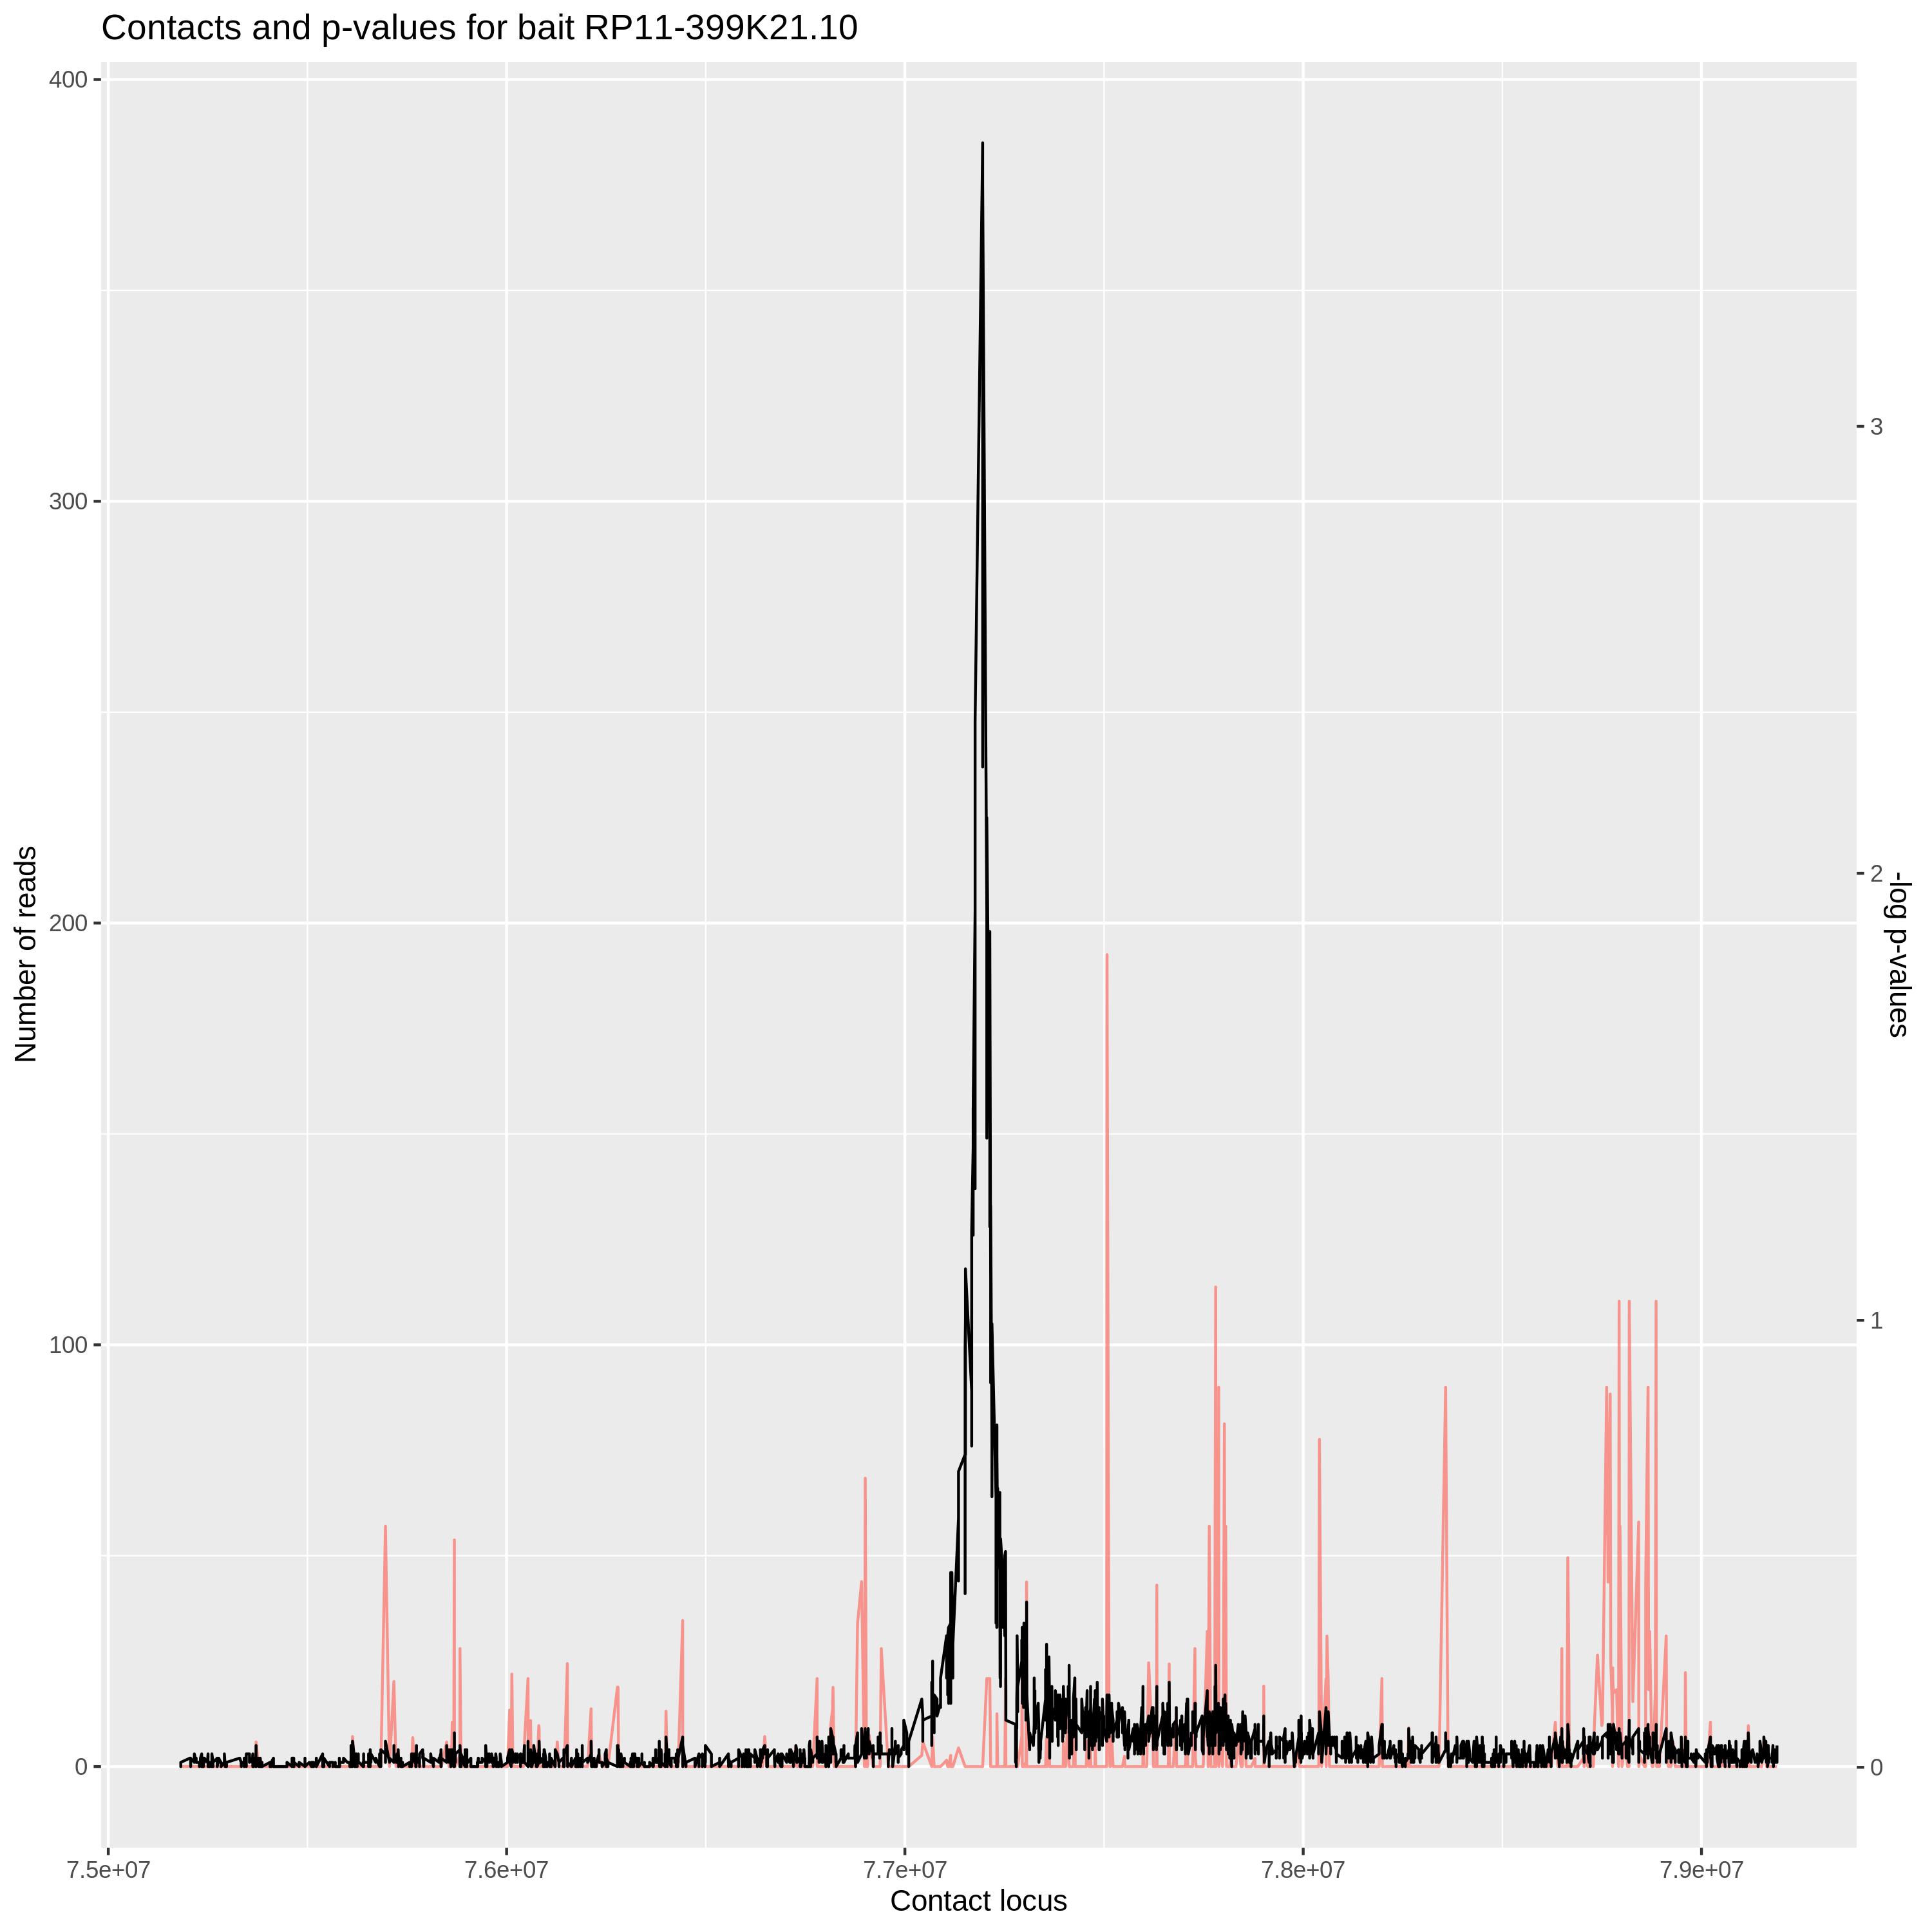 Contacts and p-values for bait RP11-399K21.10
400
300
200
100
0
Number of reads
3
2
1
0
-log p-values
7.5e+07
7.6e+07
7.7e+07
7.8e+07
7.9e+07
Contact locus